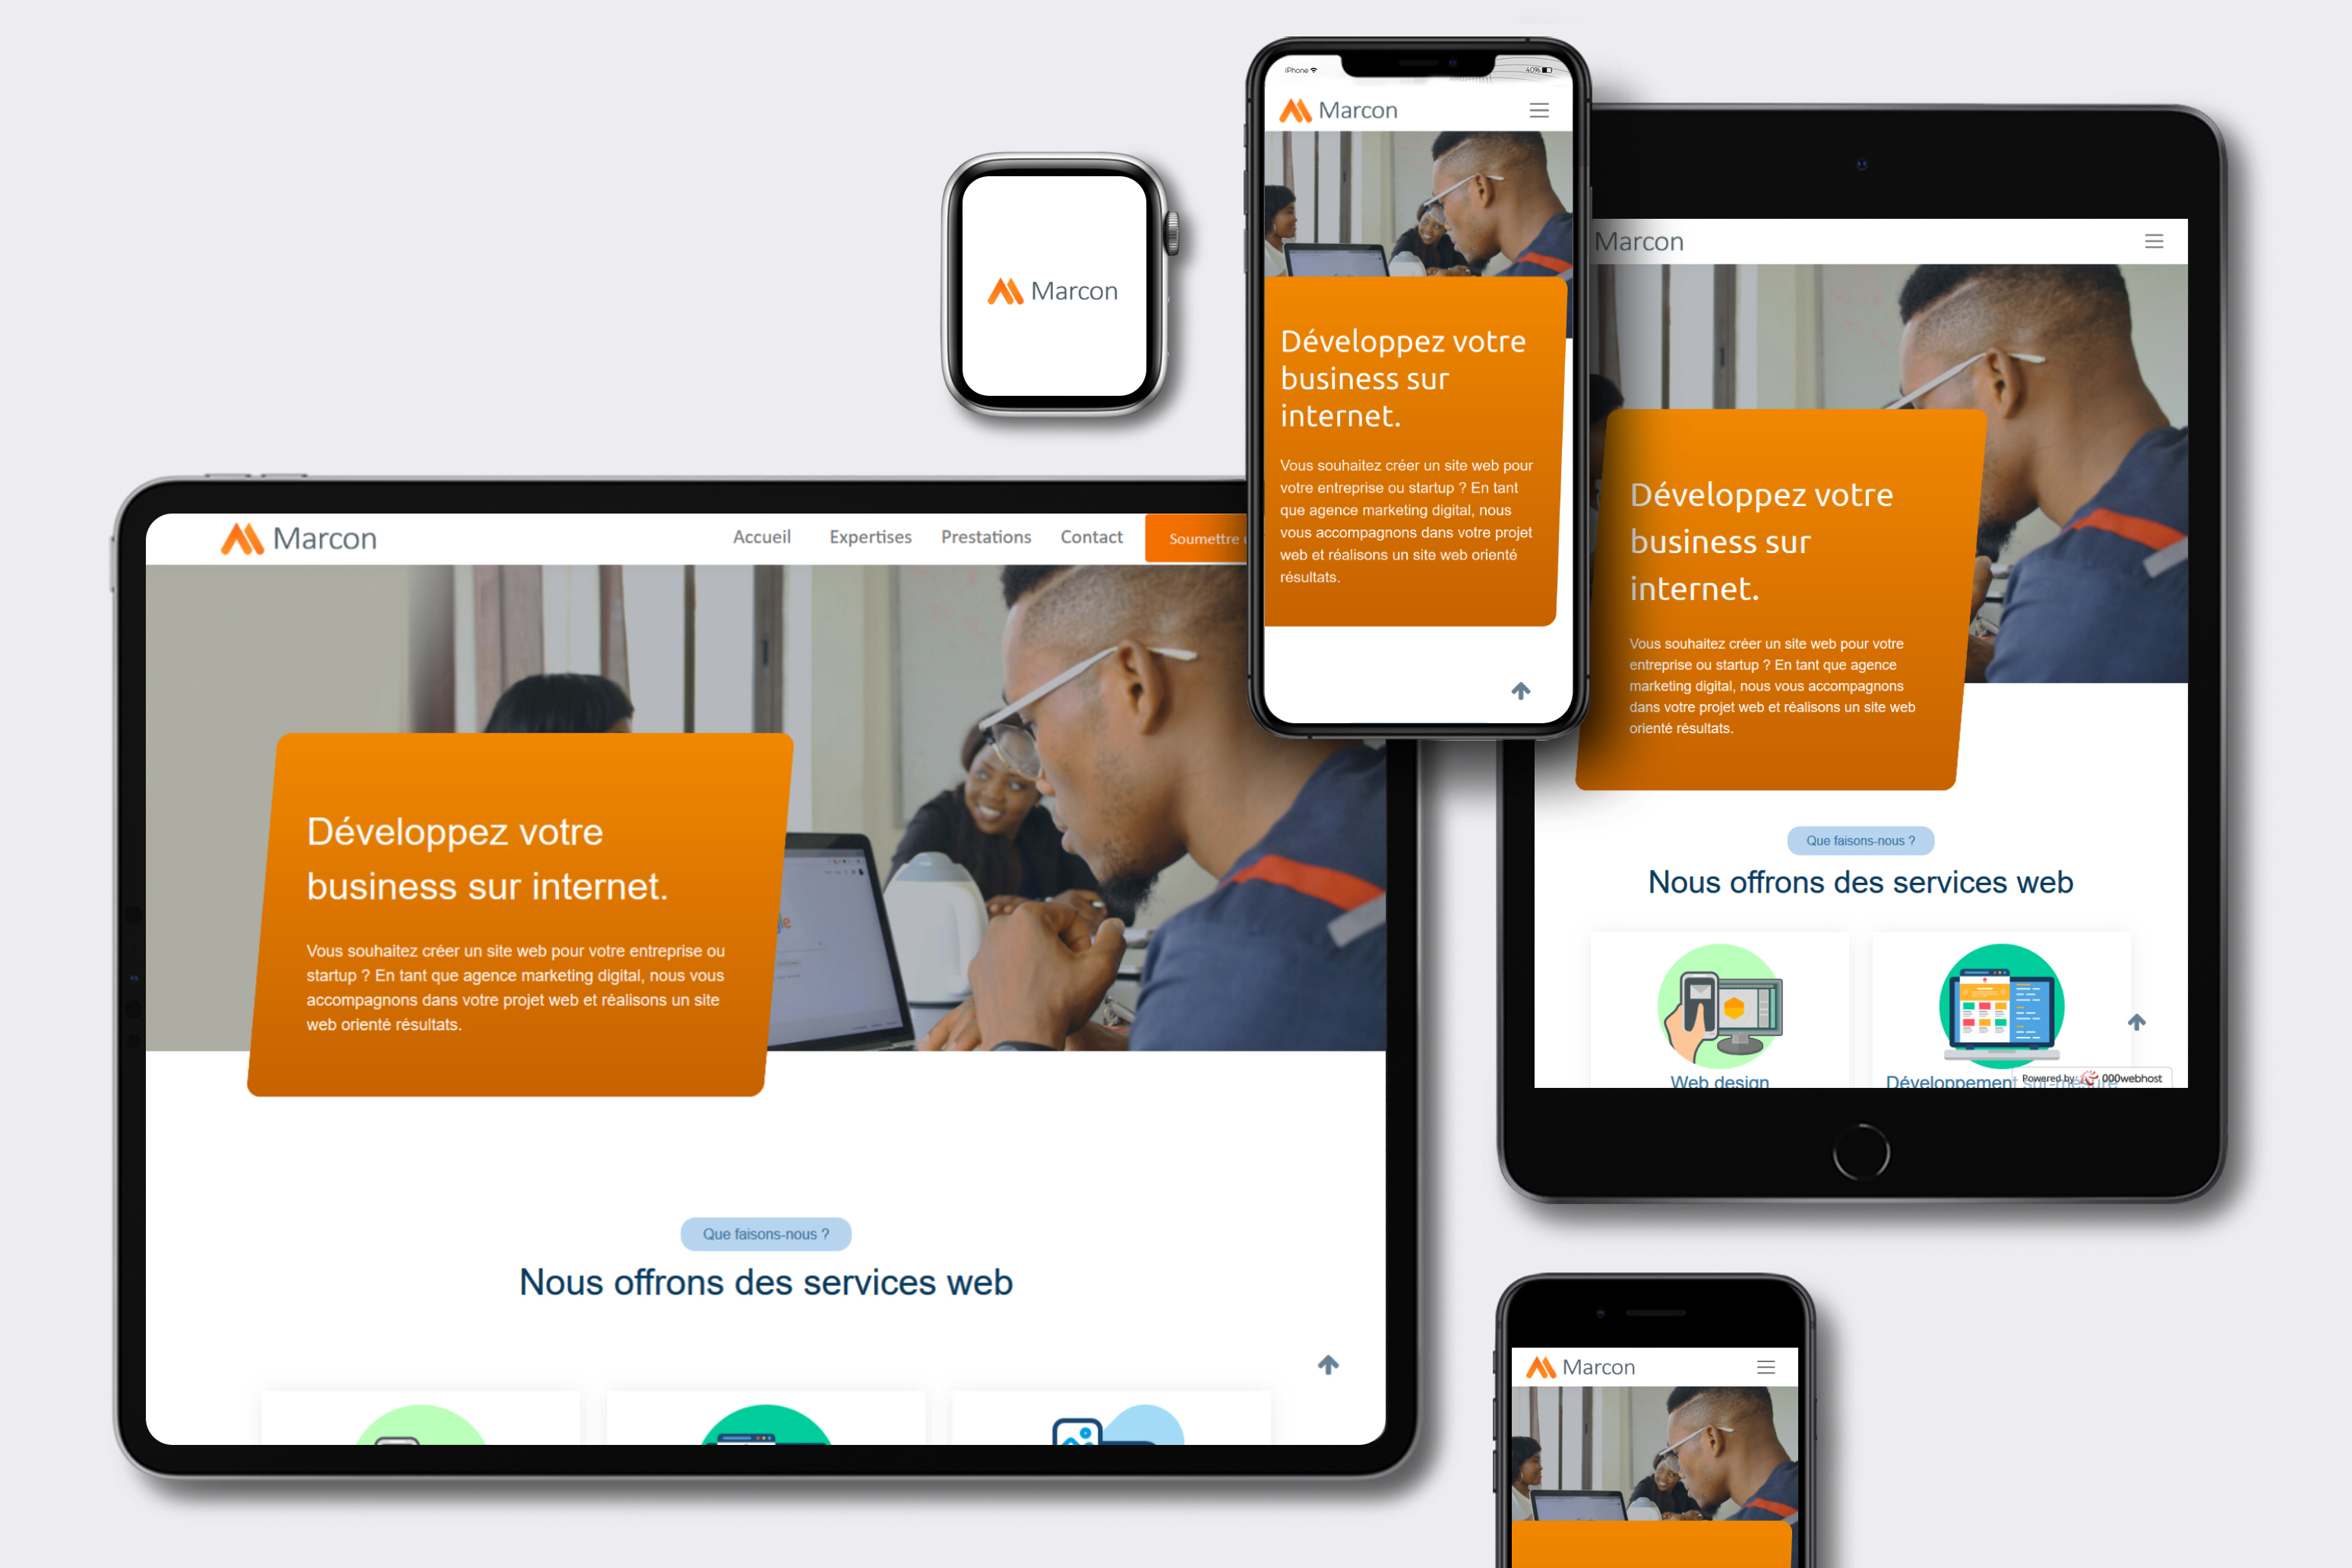 Marcon
iPhone
40%
Marcon
Développez votre
business sur
internet.
Vous souhaitez créer un site web pour
votre entreprise ou startup ? En tant
que agence marketing digital, nous
vous accompagnons dans votre projet
web et réalisons un site web orienté
résultats.
Marcon
Développez votre
business sur
internet.
Vous souhaitez créer un site web pour votre
entreprise ou startup ? En tant que agence
marketing digital, nous vous accompagnons
dans votre projet web et réalisons un site web
orienté résultats.
Que faisons-nous ?
Nous offrons des services web
Web design
Développement sur-mesure
Powered by 000webhost
Marcon
Accueil
Expertises
Prestations
Contact
Soumettre
Développez votre
business sur internet.
Vous souhaitez créer un site web pour votre entreprise ou
startup ? En tant que agence marketing digital, nous vous
accompagnons dans votre projet web et réalisons un site
web orienté résultats.
Que faisons-nous ?
Nous offrons des services web
Marcon